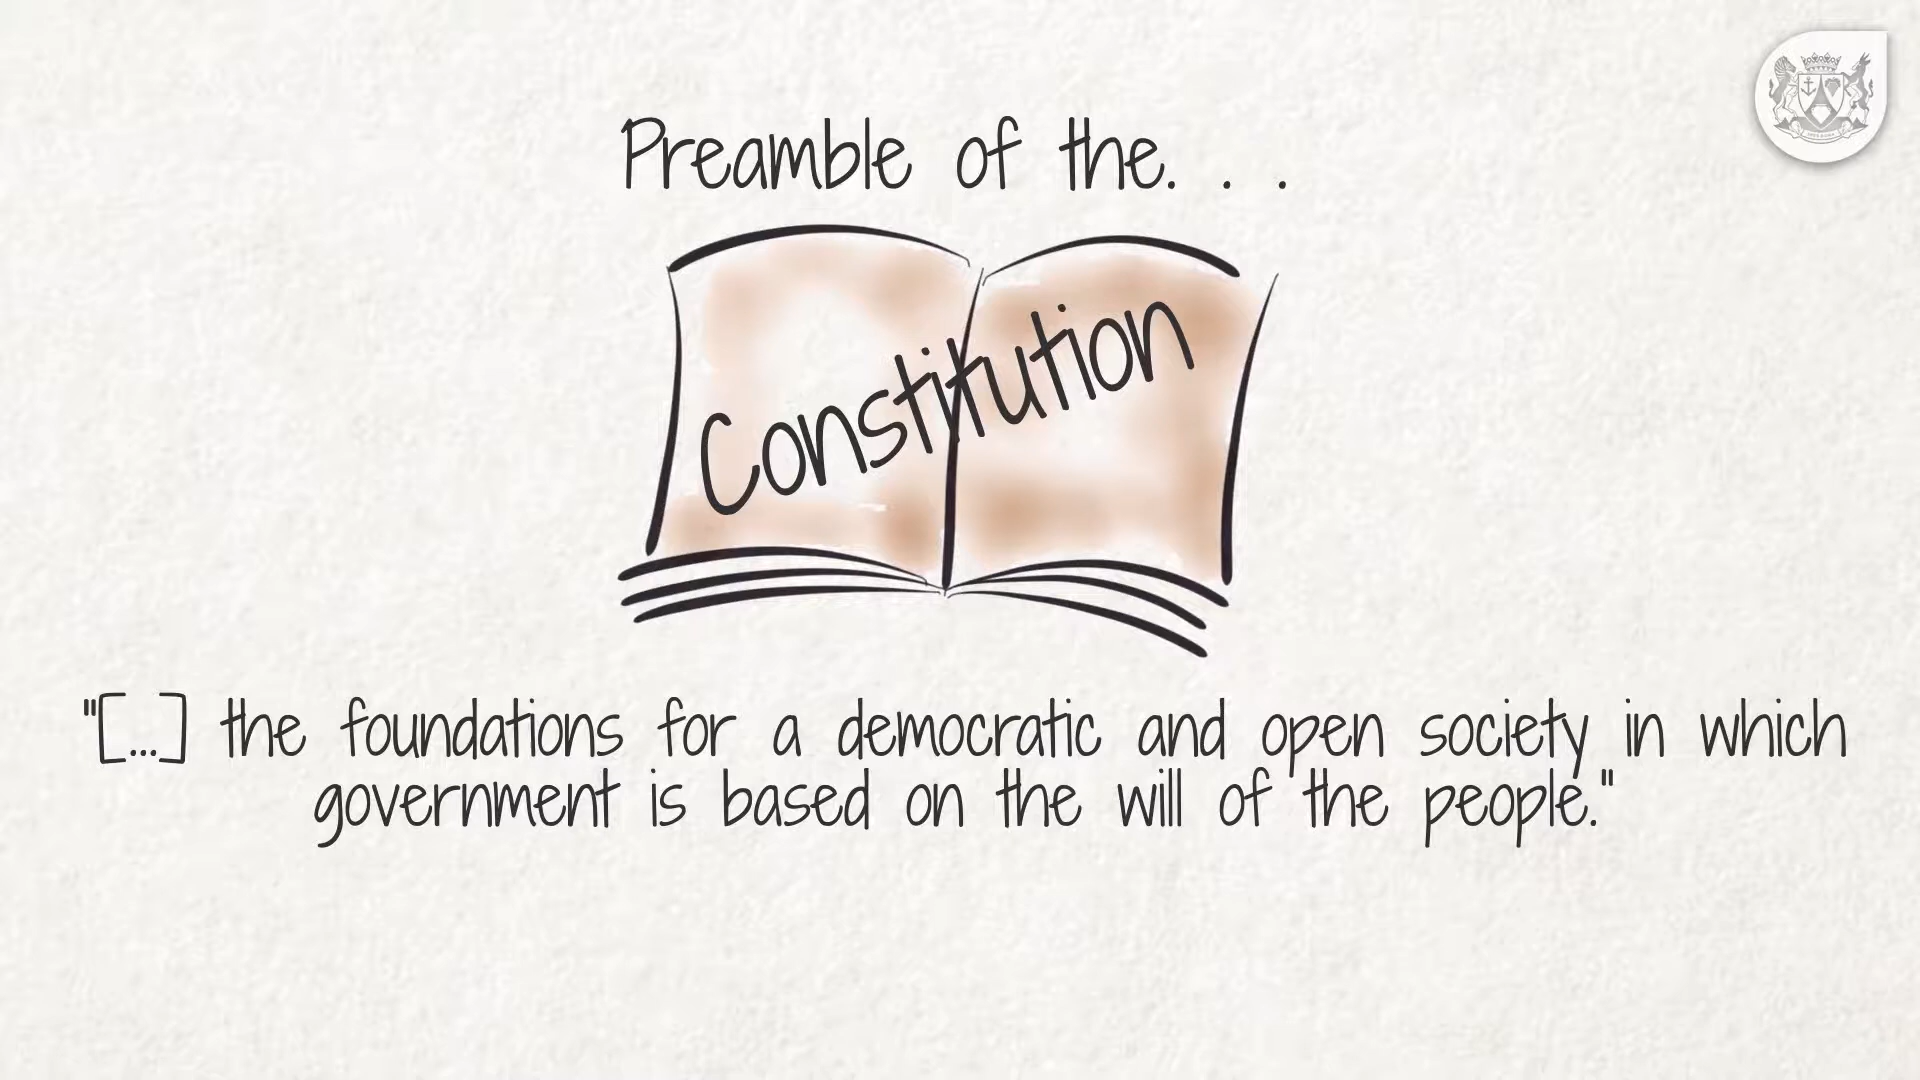 Preamble of the. . .
Constitution
"[...] the foundations for a democratic and open society in which
government is based on the will of the people."